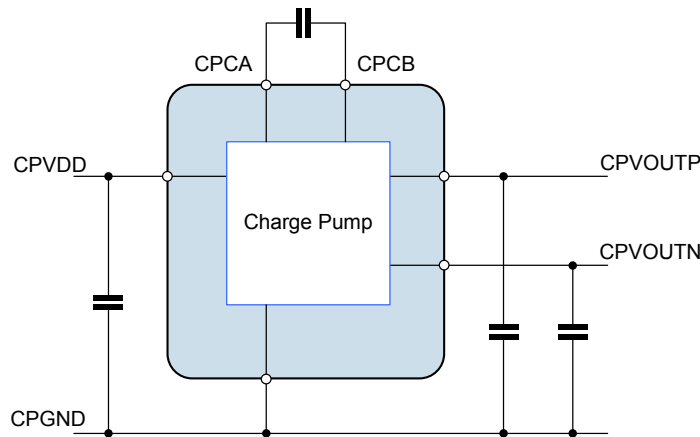 CPCA
CPCB
CPVDD
CPVOUTP
Charge Pump
CPVOUTN
CPGND